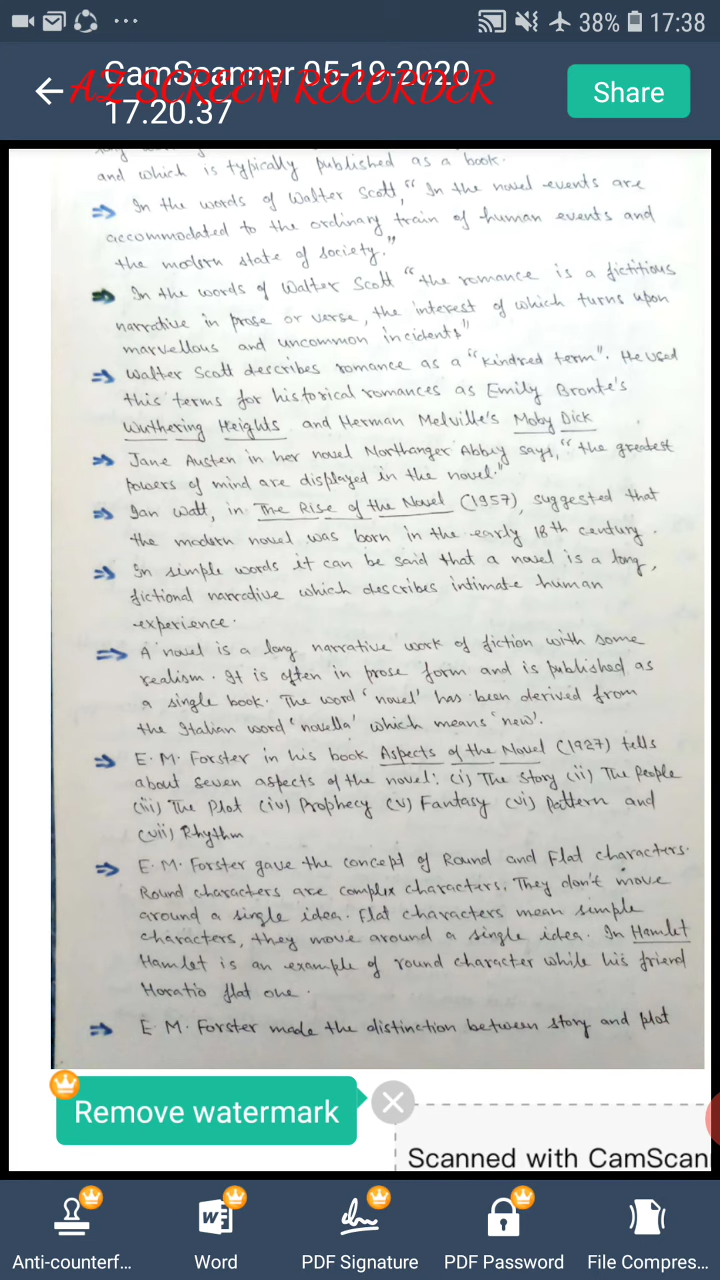 38% 17:38
CamScanner 05-19-2020
AZ SCREEN RECORDER
17.20.37
Share
and which is typically published as a book.
⇒ In the words of Walter Scott, "In the novel events are
accommodated to the ordinary train of human events and
the modern state of society."
⇒ In the words of Walter Scott "the romance is a fictitious
narrative in prose or verse, the interest of which turns upon
marvellous and uncommon incidents"
⇒ Walter Scott describes romance as a "kindred term". He used
this terms for historical romances as Emily Bronte's
Wuthering Heights and Herman Melville's Moby Dick
⇒ Jane Austen in her novel Northanger Abbey says, "the greatest
powers of mind are displayed in the novel."
⇒ Ian Watt, in The Rise of the Novel (1957), suggested that
the modern novel was born in the early 18th century.
⇒ In simple words it can be said that a novel is a long,
fictional narrative which describes intimate human
experience.
⇒ A novel is a long narrative work of fiction with some
realism. It is often in prose form and is published as
a single book. The word 'novel' has been derived from
the Italian word 'novella' which means 'new'.
⇒ E. M. Forster in his book Aspects of the Novel (1927) tells
about seven aspects of the novel: (i) The Story (ii) The People
(iii) The Plot (iv) Prophecy (v) Fantasy (vi) Pattern and
(vii) Rhythm
⇒ E. M. Forster gave the concept of Round and Flat characters.
Round characters are complex characters. They don't move
around a single idea. Flat characters mean simple
characters, they move around a single idea. In Hamlet
Hamlet is an example of round character while his friend
Horatio flat one.
⇒ E. M. Forster made the distinction between story and plot
Remove watermark
Scanned with CamScan
Anti-counterf... Word PDF Signature PDF Password File Compres...